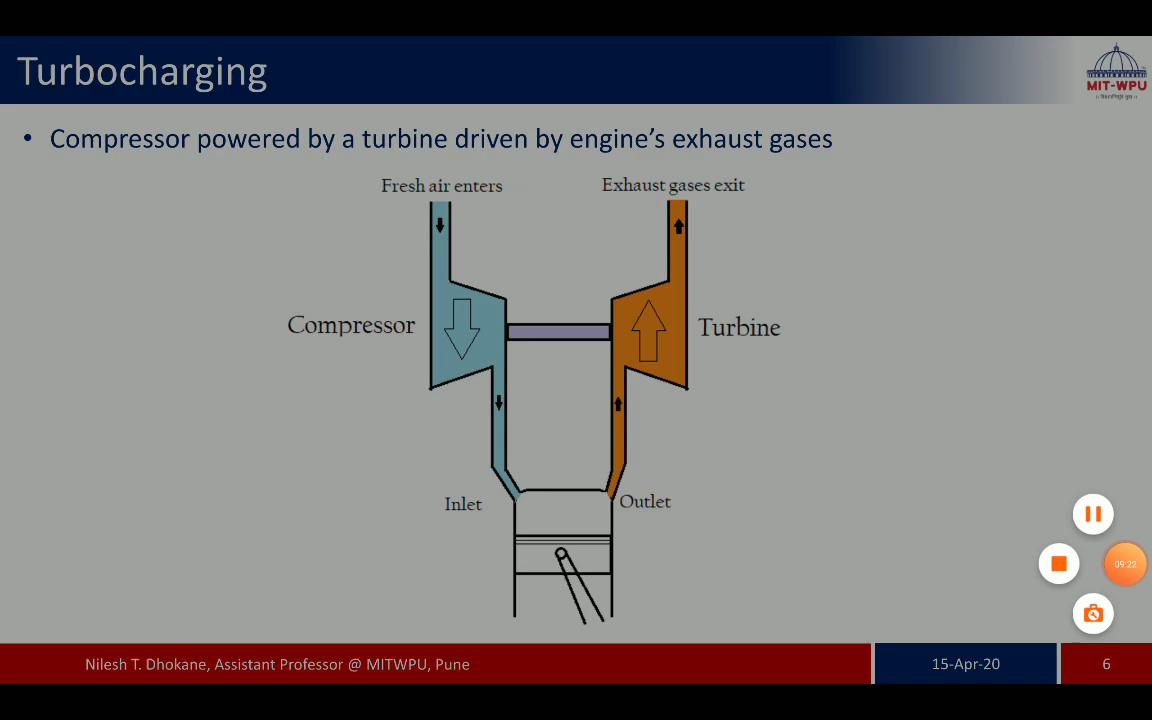 Turbocharging
MIT-WPU
• Compressor powered by a turbine driven by engine’s exhaust gases
Fresh air enters
Exhaust gases exit
Compressor
Turbine
Inlet
Outlet
09:22
Nilesh T. Dhokane, Assistant Professor @ MITWPU, Pune
15-Apr-20
6